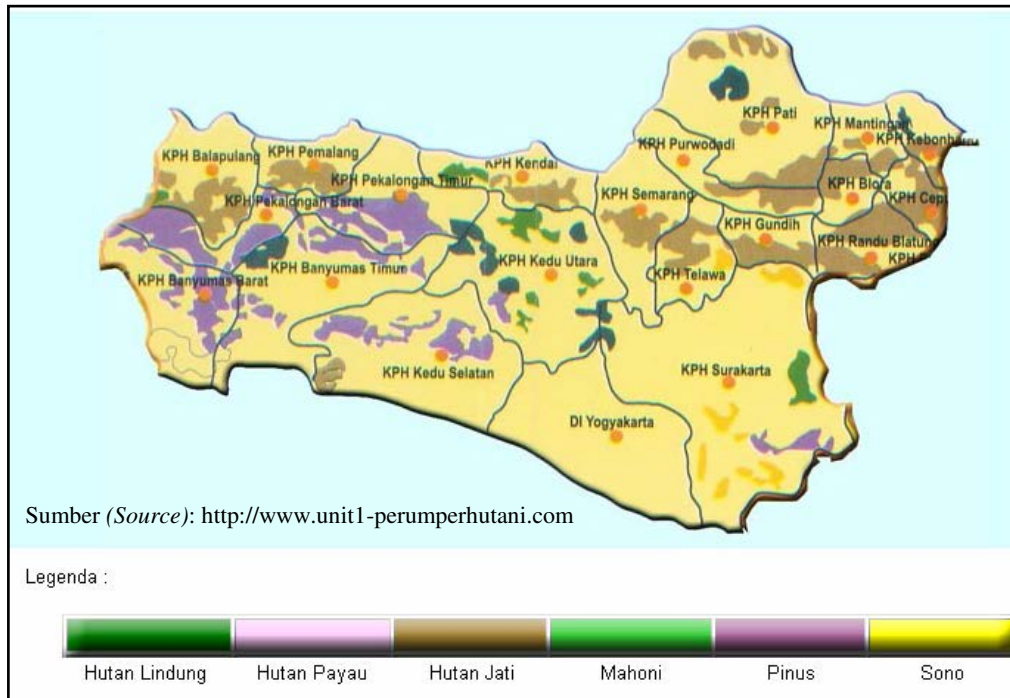 KPH Pati
KPH Mantingan
KPH Balapulang
KPH Pemalang
KPH Kendal
KPH Purwodadi
KPH Pekalongan Timur
KPH Semarang
KPH Blora
KPH Pekalongan Barat
KPH Gundih
KPH Randu Blatung
KPH Banyumas Barat
KPH Banyumas Timur
KPH Kedu Utara
KPH Telawa
KPH Kedu Selatan
KPH Surakarta
DI Yogyakarta
Sumber (Source): http://www.unit1-perumperhutani.com
Legenda :
Hutan Lindung Hutan Payau Hutan Jati Mahoni Pinus Sono